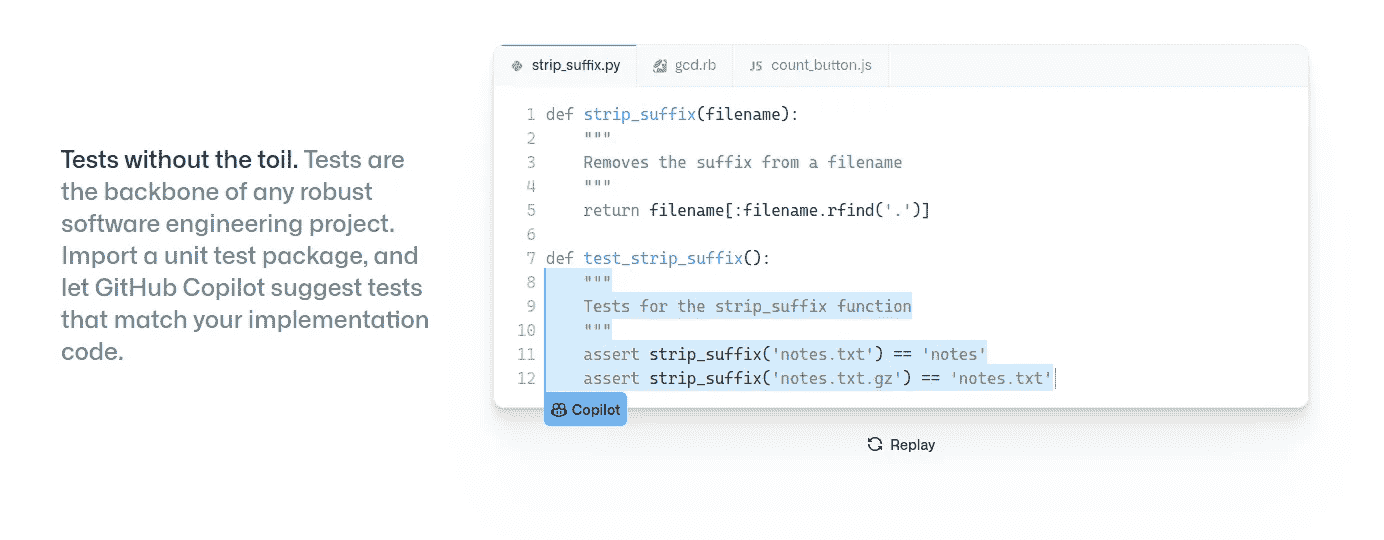 Tests without the toil. Tests are
the backbone of any robust
software engineering project.
Import a unit test package, and
let GitHub Copilot suggest tests
that match your implementation
code.
strip_suffix.py gcd.rb JS count_button.js
1 def strip_suffix(filename):
2     """
3     Removes the suffix from a filename
4     """
5     return filename[:filename.rfind('.')]
6
7 def test_strip_suffix():
8     """
9     Tests for the strip_suffix function
10     """
11     assert strip_suffix('notes.txt') == 'notes'
12     assert strip_suffix('notes.txt.gz') == 'notes.txt'
Copilot
Replay